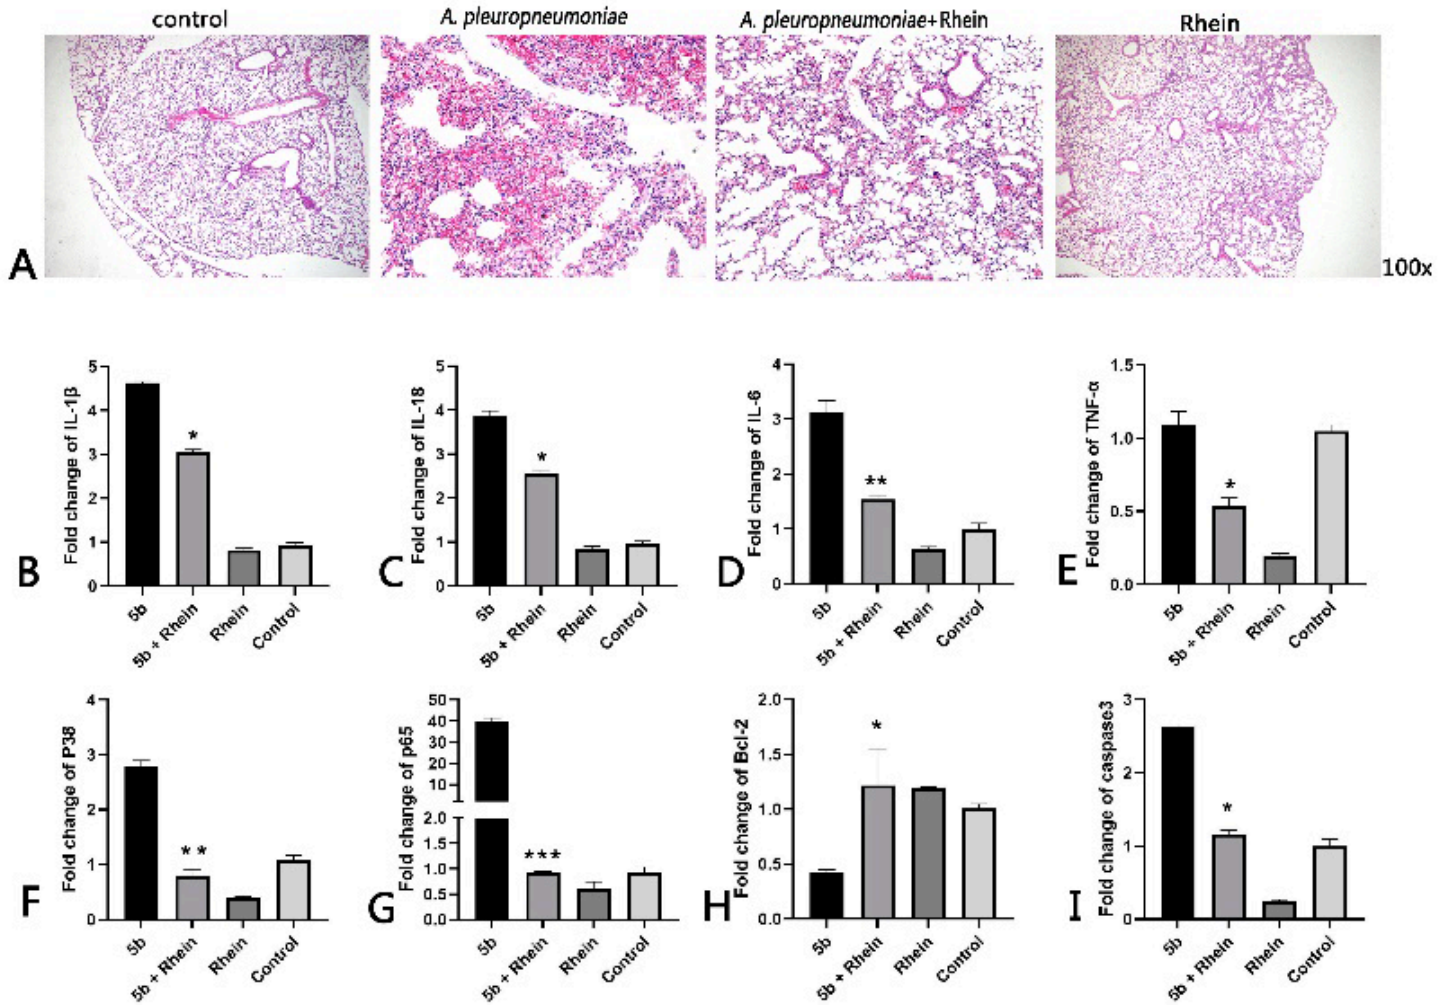 control
A. pleuropneumoniae
A. pleuropneumoniae+Rhein
Rhein
A
100x
B
Fold change of IL-1β
5
4
3
2
1
0
*
5b
5b + Rhein
Rhein
Control
C
Fold change of IL-18
5
4
3
2
1
0
*
5b
5b + Rhein
Rhein
Control
D
Fold change of IL-6
4
3
2
1
0
**
5b
5b + Rhein
Rhein
Control
E
Fold change of TNF-α
1.5
1.0
0.5
0.0
*
5b
5b + Rhein
Rhein
Control
F
Fold change of P38
4
3
2
1
0
**
5b
5b + Rhein
Rhein
Control
G
Fold change of p65
50
40
30
20
10
2.0
1.5
1.0
0.5
0.0
***
5b
5b + Rhein
Rhein
Control
H
Fold change of Bcl-2
2.0
1.5
1.0
0.5
0.0
*
5b
5b + Rhein
Rhein
Control
I
Fold change of caspase3
3
2
1
0
*
5b
5b + Rhein
Rhein
Control